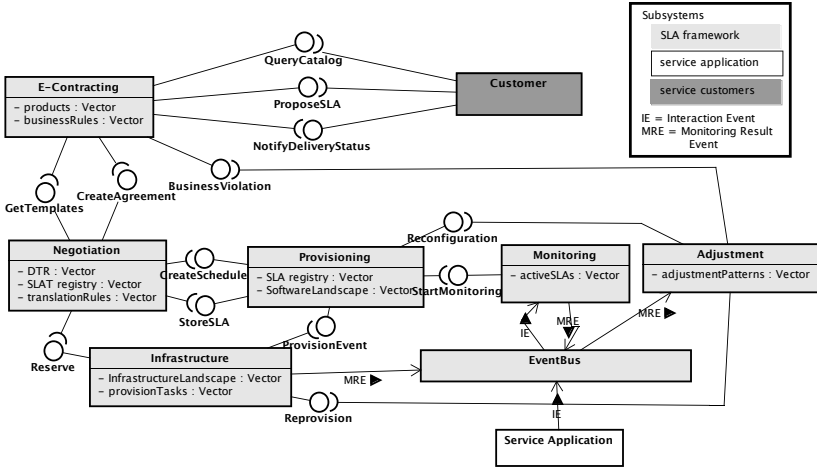 Subsystems
SLA framework
service application
service customers
IE = Interaction Event
MRE = Monitoring Result
Event
QueryCatalog
E-Contracting
– products : Vector
– businessRules : Vector
Customer
ProposeSLA
NotifyDeliveryStatus
GetTemplates
CreateAgreement
BusinessViolation
Reconfiguration
Negotiation
– DTR : Vector
– SLAT registry : Vector
– translationRules : Vector
CreateSchedule
StoreSLA
Provisioning
– SLA registry : Vector
– SoftwareLandscape : Vector
StartMonitoring
Monitoring
– activeSLAs : Vector
Adjustment
– adjustmentPatterns : Vector
IE
MRE
MRE
ProvisionEvent
Reserve
Infrastructure
– InfrastructureLandscape : Vector
– provisionTasks : Vector
MRE
EventBus
Reprovision
IE
Service Application